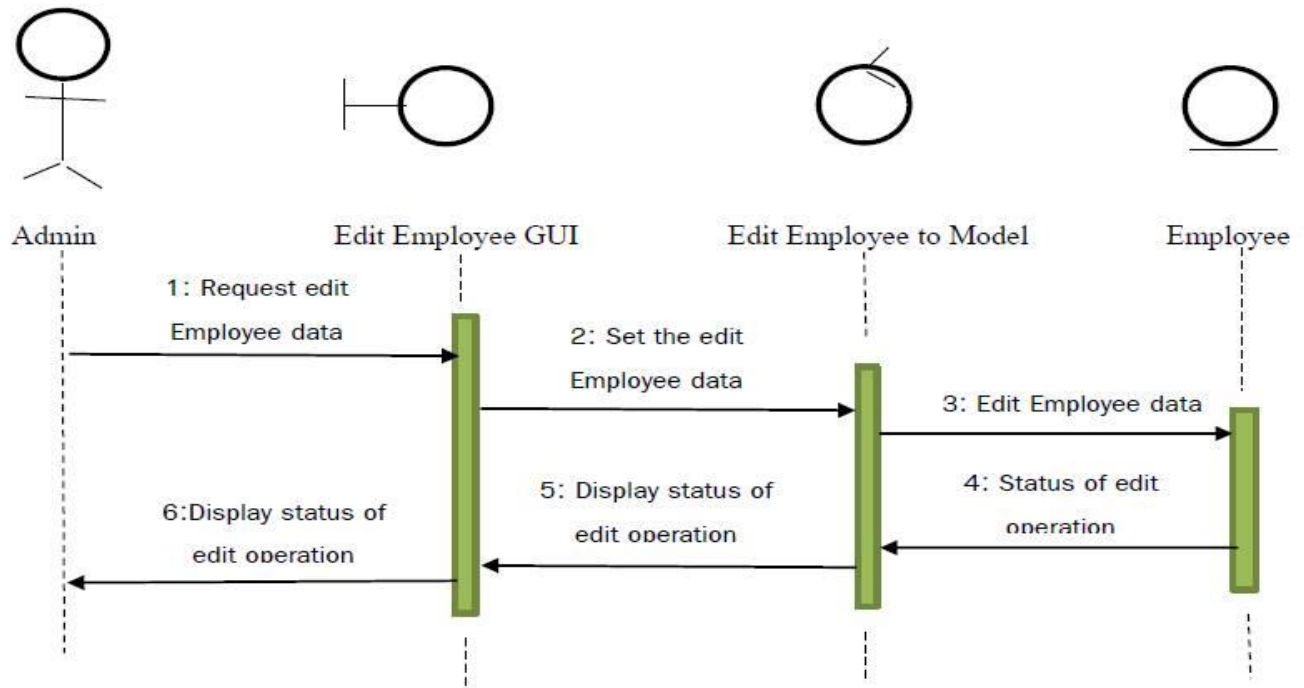 Admin
Edit Employee GUI
Edit Employee to Model
Employee
1: Request edit
Employee data
2: Set the edit
Employee data
3: Edit Employee data
4: Status of edit
operation
5: Display status of
edit operation
6:Display status of
edit operation